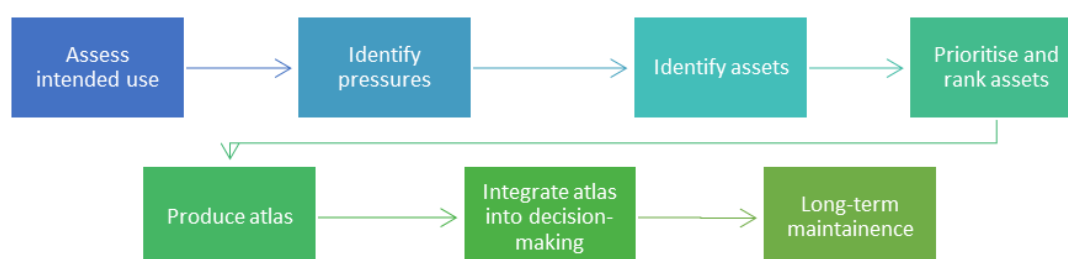 Assess
intended use
Identify
pressures
Identify assets
Prioritise and
rank assets
Produce atlas
Integrate atlas
into decision-
making
Long-term
maintainence